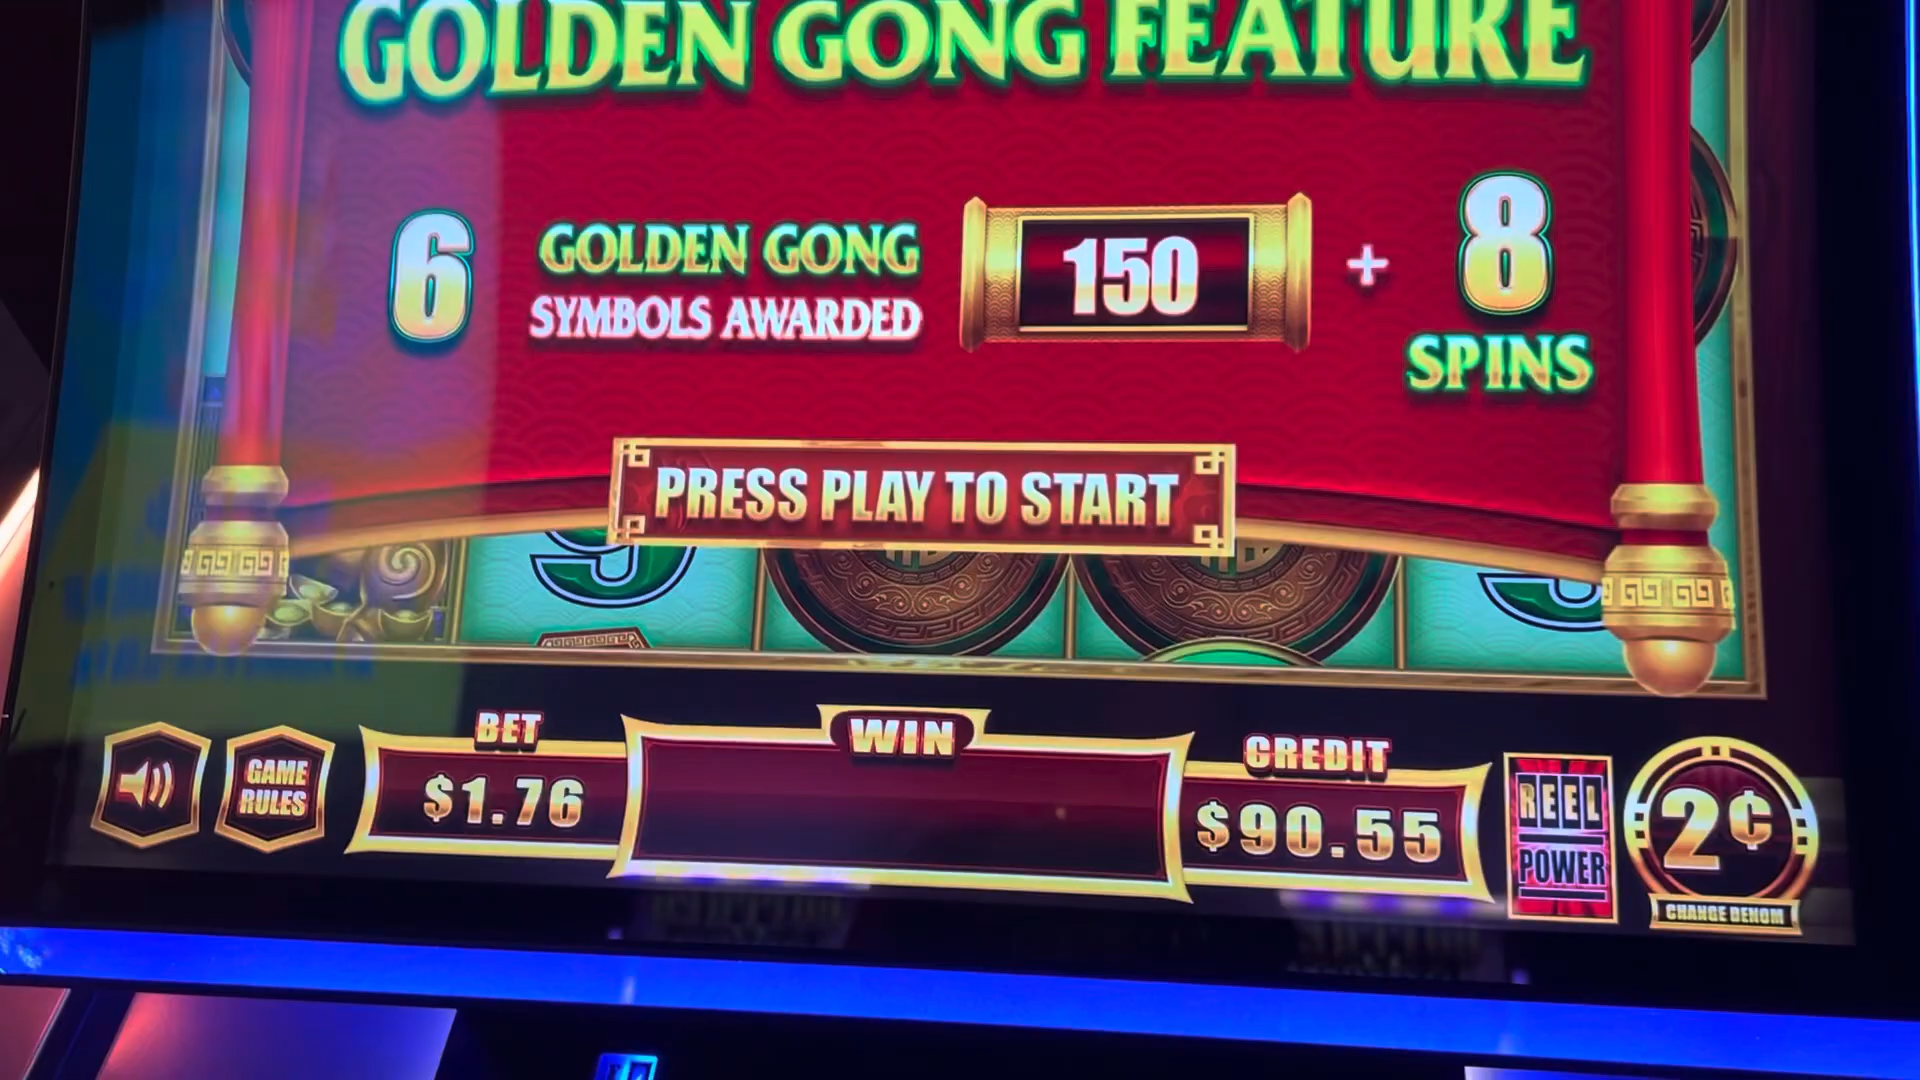 GOLDEN GONG FEATURE
6 GOLDEN GONG SYMBOLS AWARDED 150 + 8 SPINS
PRESS PLAY TO START
9
GAME RULES
BET
$1.76
WIN
CREDIT
$90.55
REEL POWER
2¢
CHANGE DENOM